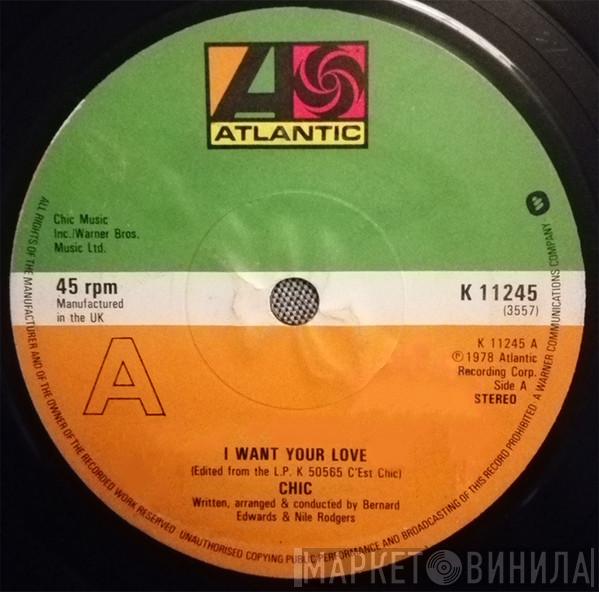 ATLANTIC
Chic Music
Inc./Warner Bros.
Music Ltd.
45 rpm
Manufactured
in the UK
K 11245
(3557)
A
K 11245 A
℗ 1978 Atlantic
Recording Corp.
Side A
STEREO
I WANT YOUR LOVE
(Edited from the L.P. K 50565 C'Est Chic)
CHIC
Written, arranged & conducted by Bernard
Edwards & Nile Rodgers
ALL RIGHTS OF THE MANUFACTURER AND OF THE OWNER OF THE RECORDED WORK RESERVED. UNAUTHORISED COPYING PUBLIC PERFORMANCE AND BROADCASTING OF THIS RECORD PROHIBITED. A WARNER COMMUNICATIONS COMPANY
МАРКЕТ ВИНИЛА